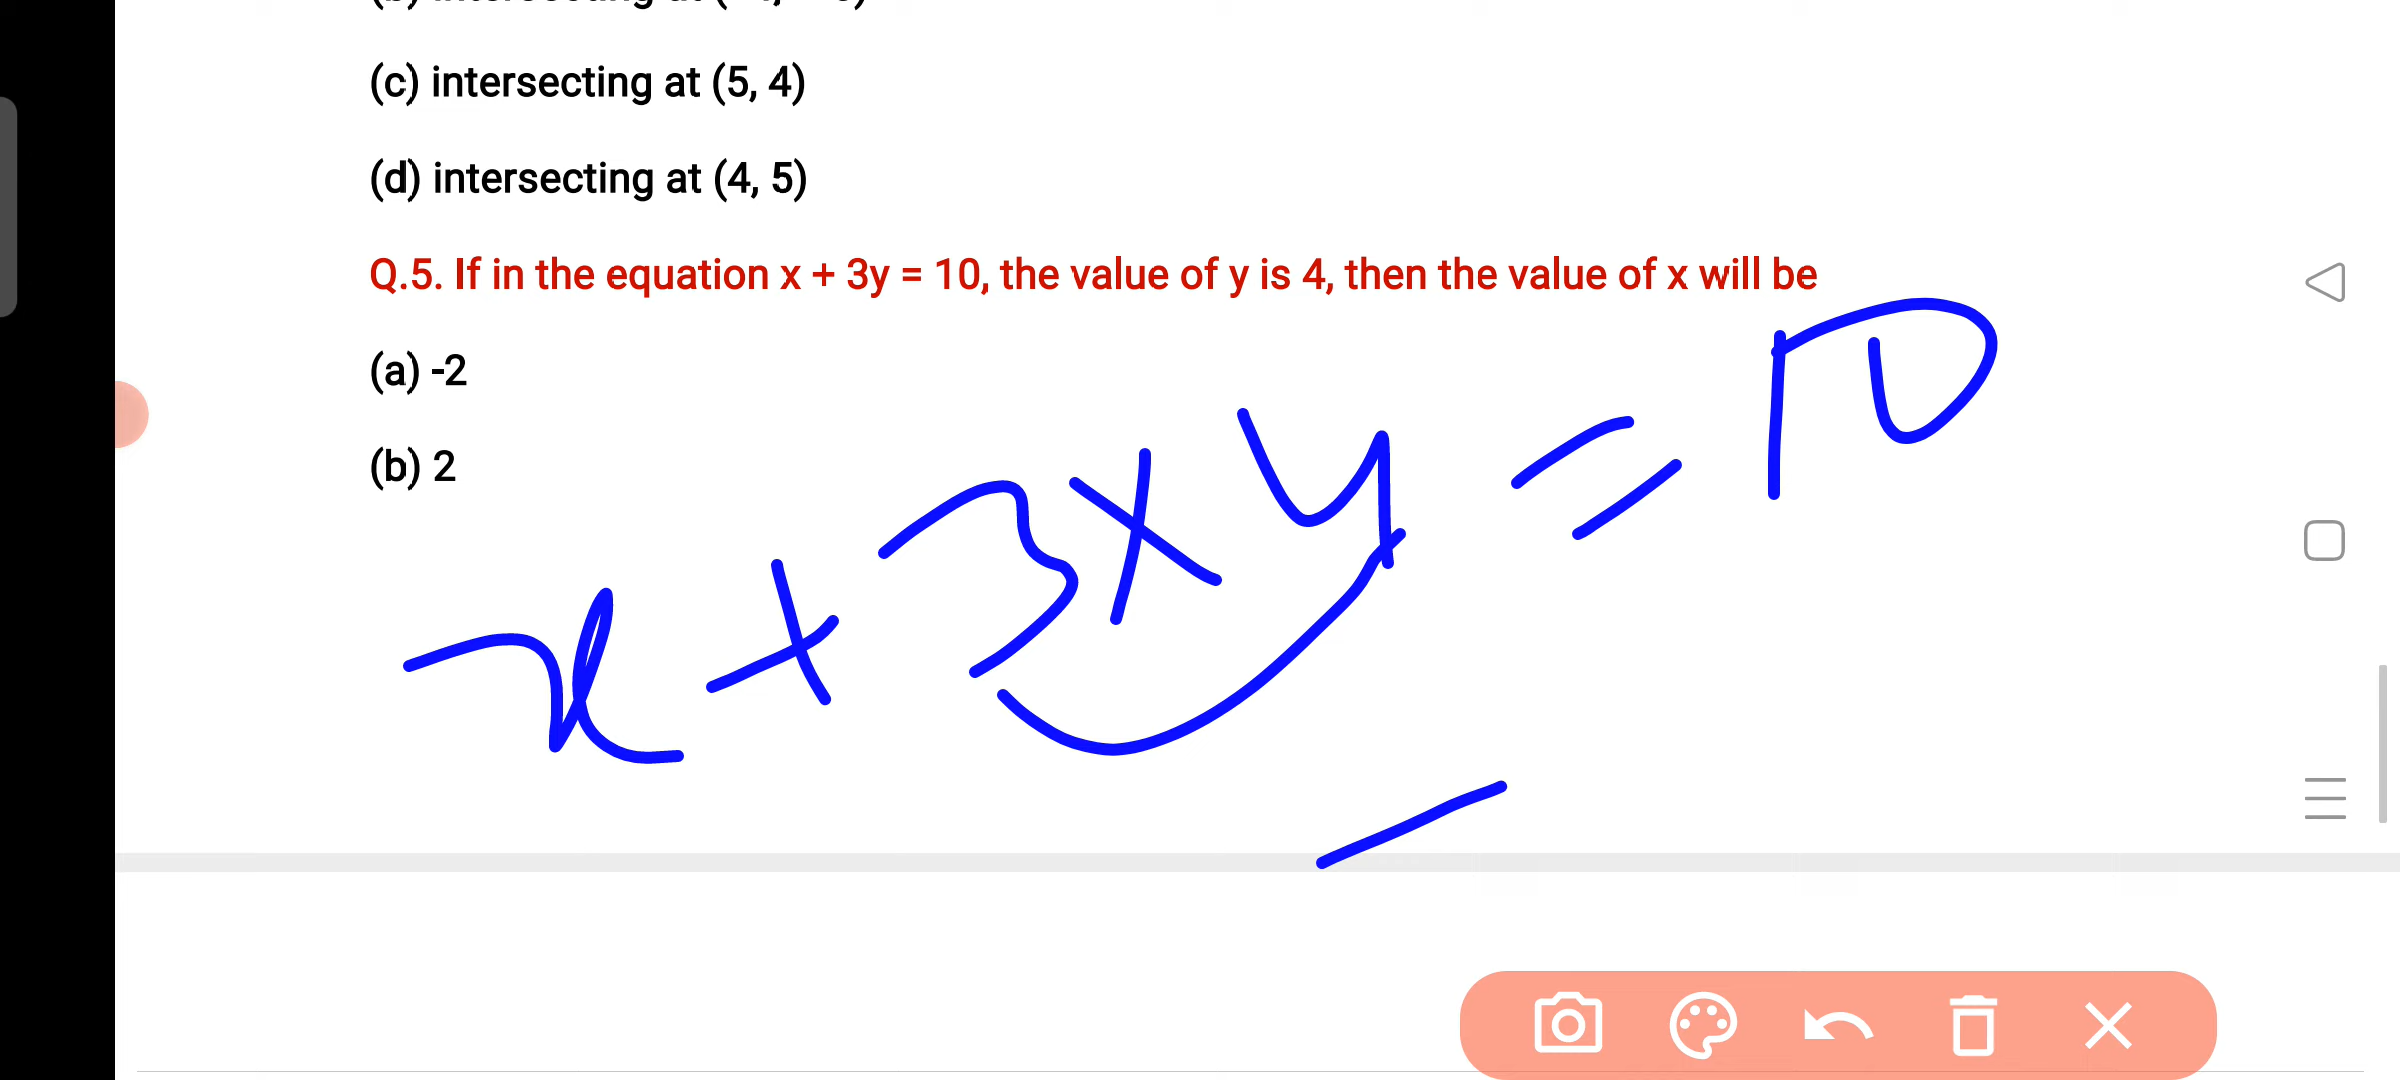 (c) intersecting at (5, 4)
(d) intersecting at (4, 5)
Q.5. If in the equation x + 3y = 10, the value of y is 4, then the value of x will be
(a) -2
(b) 2
x + 3 x y = 10